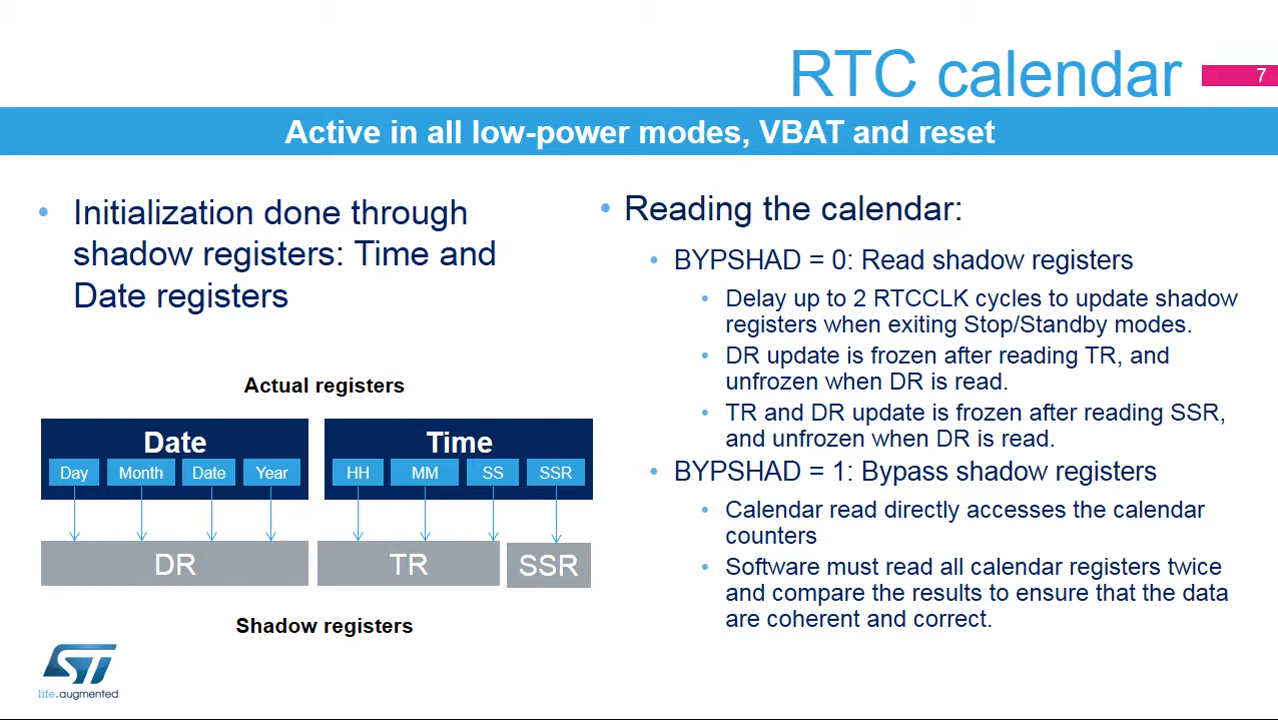 RTC calendar
7
Active in all low-power modes, VBAT and reset
• Initialization done through
shadow registers: Time and
Date registers
Actual registers
Date
Time
Day
Month
Date
Year
HH
MM
SS
SSR
DR
TR
SSR
Shadow registers
• Reading the calendar:
• BYPSHAD = 0: Read shadow registers
• Delay up to 2 RTCCLK cycles to update shadow
registers when exiting Stop/Standby modes.
• DR update is frozen after reading TR, and
unfrozen when DR is read.
• TR and DR update is frozen after reading SSR,
and unfrozen when DR is read.
• BYPSHAD = 1: Bypass shadow registers
• Calendar read directly accesses the calendar
counters
• Software must read all calendar registers twice
and compare the results to ensure that the data
are coherent and correct.
ST
life.augmented